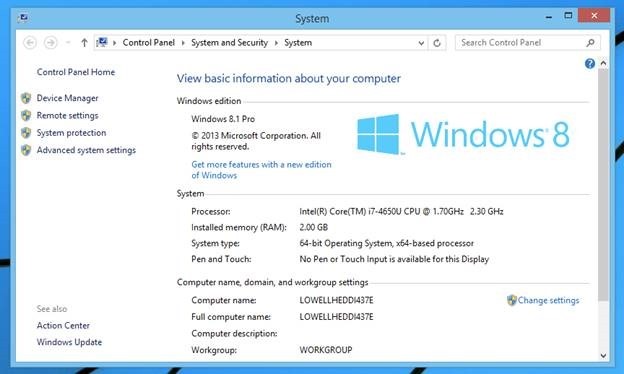 System
Control Panel
System and Security
System
Search Control Panel
Control Panel Home
Device Manager
Remote settings
System protection
Advanced system settings
See also
Action Center
Windows Update
View basic information about your computer
Windows edition
Windows 8.1 Pro
© 2013 Microsoft Corporation. All
rights reserved.
Get more features with a new edition
of Windows
Windows 8
System
Processor: Intel(R) Core(TM) i7-4650U CPU @ 1.70GHz 2.30 GHz
Installed memory (RAM): 2.00 GB
System type: 64-bit Operating System, x64-based processor
Pen and Touch: No Pen or Touch Input is available for this Display
Computer name, domain, and workgroup settings
Computer name: LOWELLHEDDI437E Change settings
Full computer name: LOWELLHEDDI437E
Computer description:
Workgroup: WORKGROUP